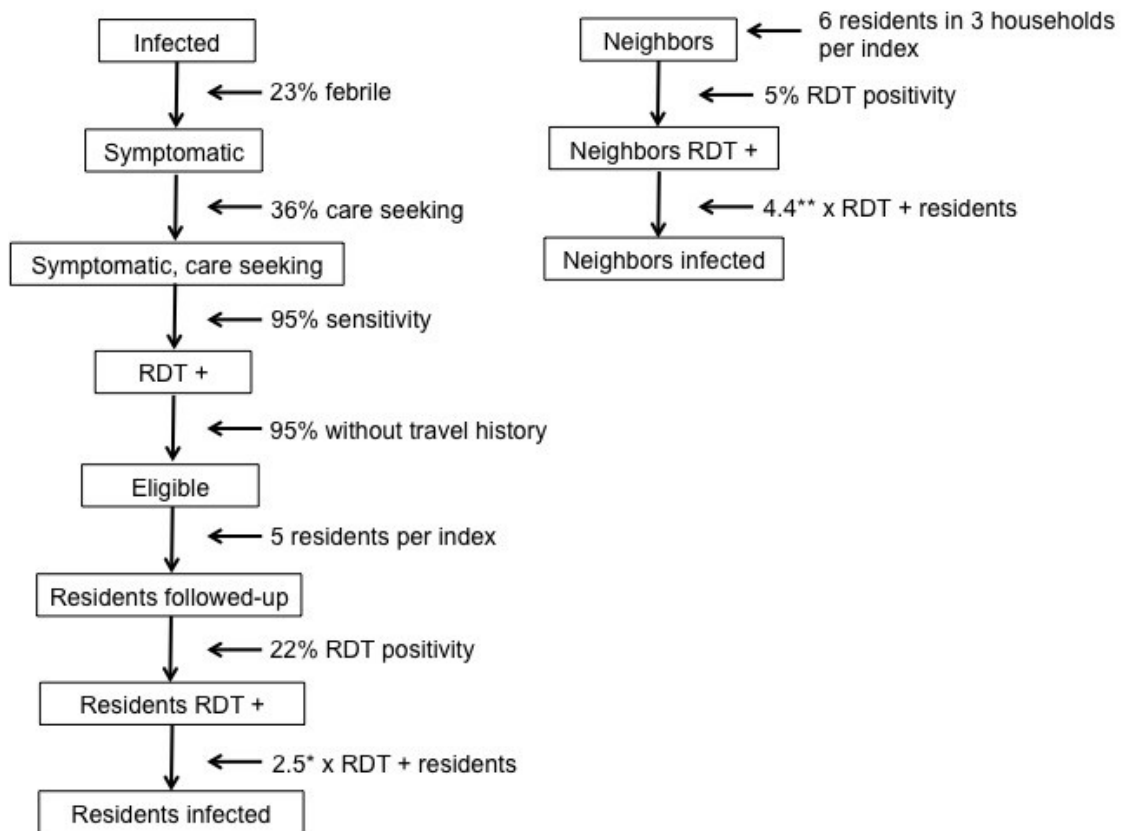 Infected
23% febrile
Symptomatic
36% care seeking
Symptomatic, care seeking
95% sensitivity
RDT +
95% without travel history
Eligible
5 residents per index
Residents followed-up
22% RDT positivity
Residents RDT +
2.5* x RDT + residents
Residents infected
Neighbors
6 residents in 3 households
per index
5% RDT positivity
Neighbors RDT +
4.4** x RDT + residents
Neighbors infected